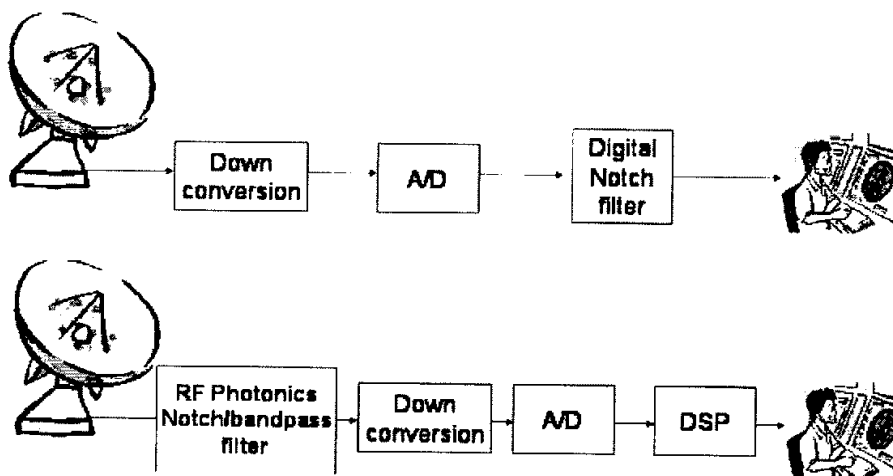 Down
conversion
A/D
Digital
Notch
filter
RF Photonics
Notch/bandpass
filter
Down
conversion
A/D
DSP